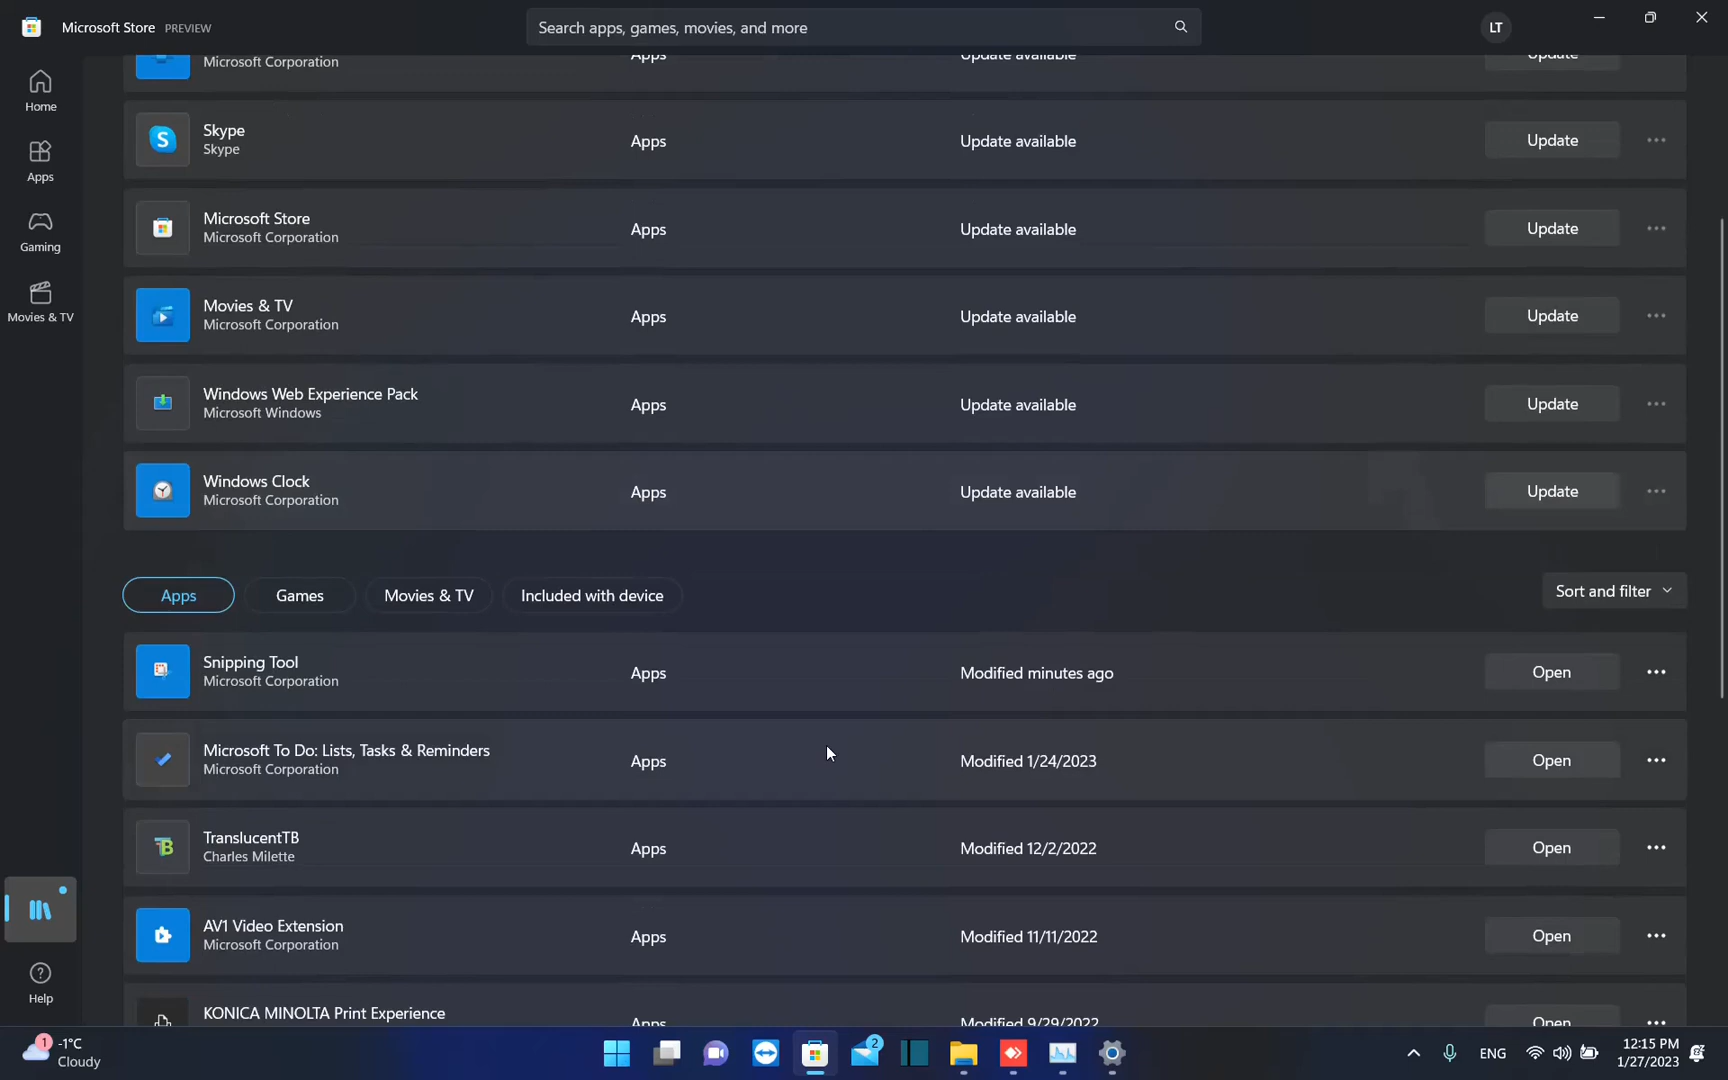 Microsoft Store PREVIEW
Search apps, games, movies, and more
LT
Home
Apps
Gaming
Movies & TV
Help
Microsoft Corporation
Apps
Update available
Update
Skype
Skype
Apps
Update available
Update
Microsoft Store
Microsoft Corporation
Apps
Update available
Update
Movies & TV
Microsoft Corporation
Apps
Update available
Update
Windows Web Experience Pack
Microsoft Windows
Apps
Update available
Update
Windows Clock
Microsoft Corporation
Apps
Update available
Update
Apps
Games
Movies & TV
Included with device
Sort and filter
Snipping Tool
Microsoft Corporation
Apps
Modified minutes ago
Open
Microsoft To Do: Lists, Tasks & Reminders
Microsoft Corporation
Apps
Modified 1/24/2023
Open
TranslucentTB
Charles Milette
Apps
Modified 12/2/2022
Open
AV1 Video Extension
Microsoft Corporation
Apps
Modified 11/11/2022
Open
KONICA MINOLTA Print Experience
Apps
Modified 9/29/2022
Open
1
-1°C
Cloudy
2
ENG
12:15 PM
1/27/2023